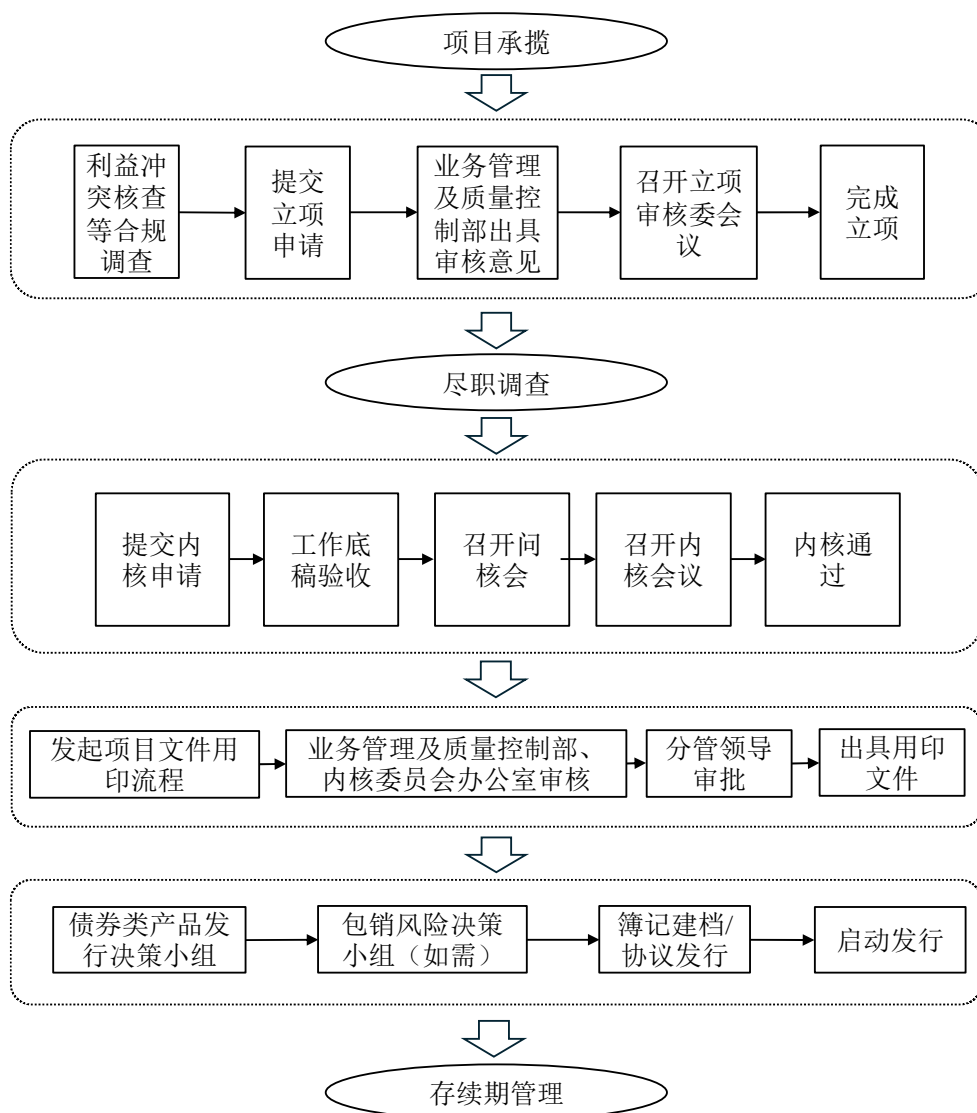 项目承揽
利益冲
突核查
等合规
调查
提交
立项
申请
业务管理
及质量控
制部出具
审核意见
召开立项
审核委会
议
完成
立项
尽职调查
提交内
核申请
工作底
稿验收
召开问
核会
召开内
核会议
内核通
过
发起项目文件用
印流程
业务管理及质量控制部、
内核委员会办公室审核
分管领导
审批
出具用印
文件
债券类产品发
行决策小组
包销风险决策
小组（如需）
簿记建档/
协议发行
启动发行
存续期管理